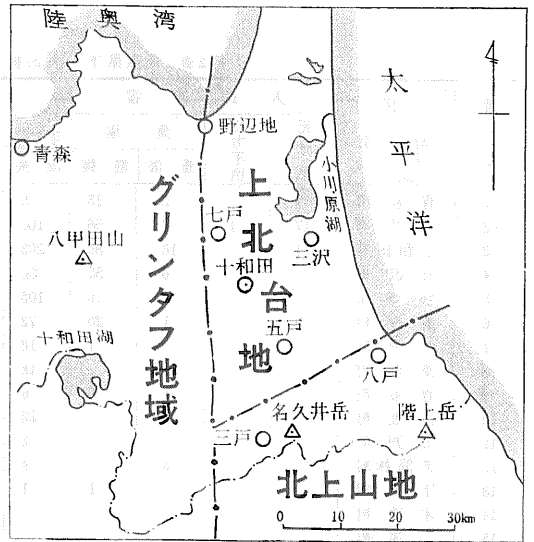 陸奥湾
太平洋
野辺地
青森
小川原湖
グリンタフ地域
上北台地
七戸
八甲田山
三沢
十和田
十和田湖
五戸
八戸
名久井岳
階上岳
三戸
北上山地
0 10 20 30km